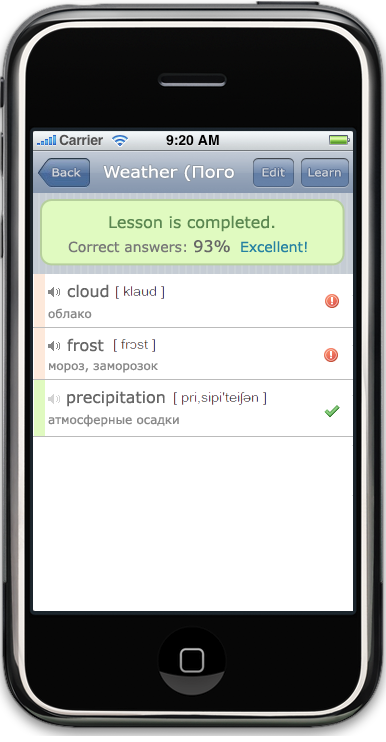 Carrier 9:20 AM
Back Weather (Пого Edit Learn
Lesson is completed.
Correct answers: 93% Excellent!
cloud [ klaud ]
облако
frost [ frɔst ]
мороз, заморозок
precipitation [ pri,sipi'teiʃən ]
атмосферные осадки